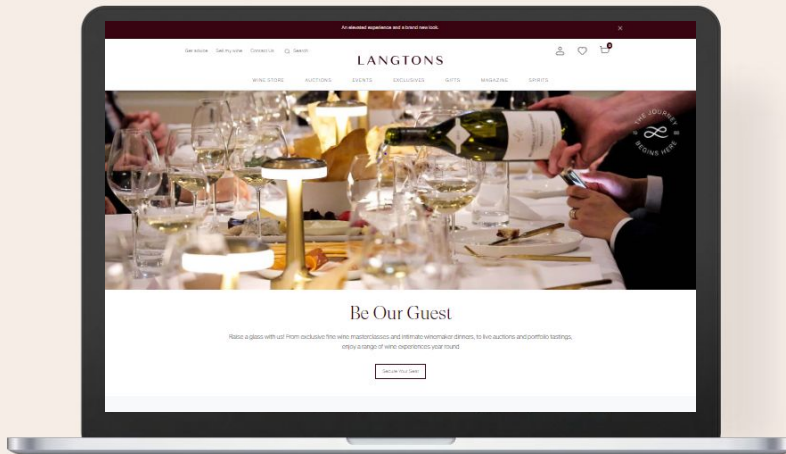 An elevated experience and a brand new look.
Get advice Sell my wine Contact us Search
LANGTONS
WINE STORE AUCTIONS EVENTS EXCLUSIVES GIFTS MAGAZINE SPIRITS
THE JOURNEY
BEGINS HERE
Be Our Guest
Raise a glass with us! From exclusive fine wine masterclasses and intimate winemaker dinners, to live auctions and portfolio tastings,
enjoy a range of wine experiences year round.
Secure Your Seat